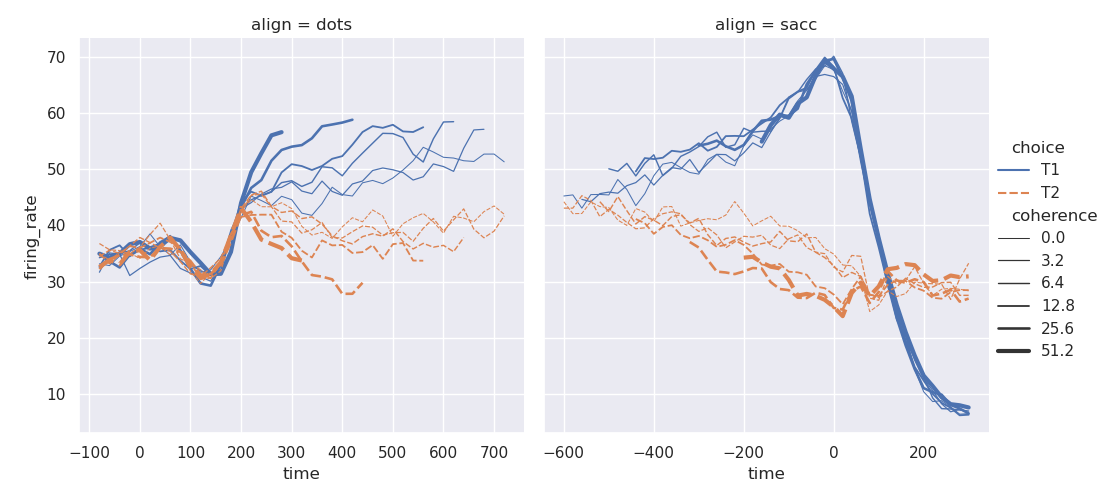 align = dots
align = sacc
70
60
50
40
30
20
10
firing_rate
−100 0 100 200 300 400 500 600 700
time
−600 −400 −200 0 200
time
choice
T1
T2
coherence
0.0
3.2
6.4
12.8
25.6
51.2